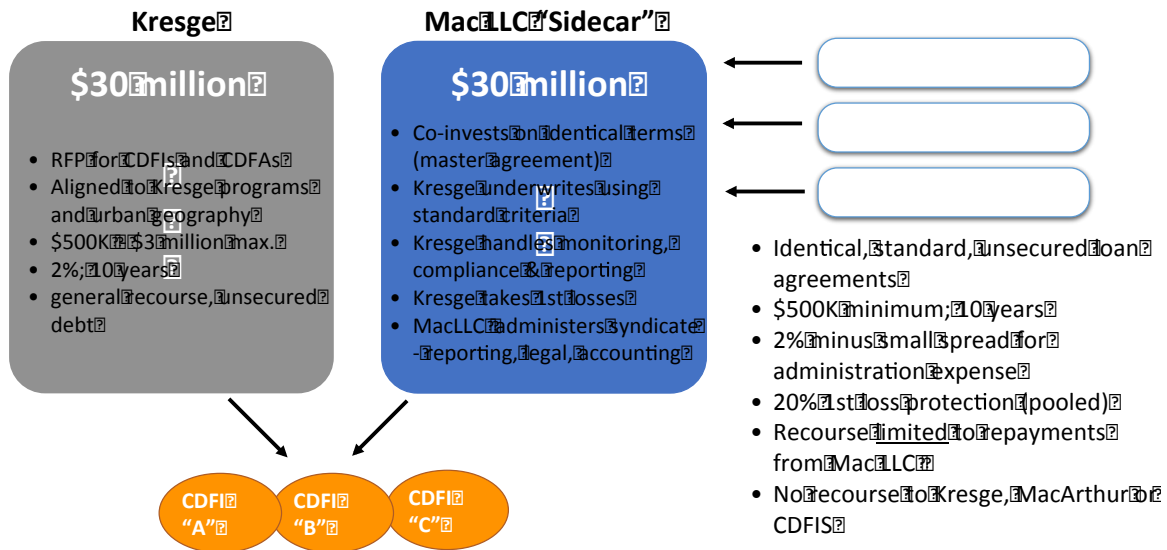 Kresge
$30 million
• RFP for CDFIs and CDFAs
• Aligned to Kresge programs
and urban geography
• $500K - $3 million max.
• 2%; 10 years
• general recourse, unsecured
debt
Mac LLC “Sidecar”
$30 million
• Co-invests on identical terms
(master agreement)
• Kresge underwrites using
standard criteria
• Kresge handles monitoring,
compliance & reporting
• Kresge takes 1st losses
• MacLLC administers syndicate
- reporting, legal, accounting
• Identical, standard, unsecured loan
agreements
• $500K minimum; 10 years
• 2% minus small spread for
administration expense
• 20% 1st loss protection (pooled)
• Recourse limited to repayments
from Mac LLC
• No recourse to Kresge, MacArthur or
CDFIS
CDFI
“A”
CDFI
“B”
CDFI
“C”